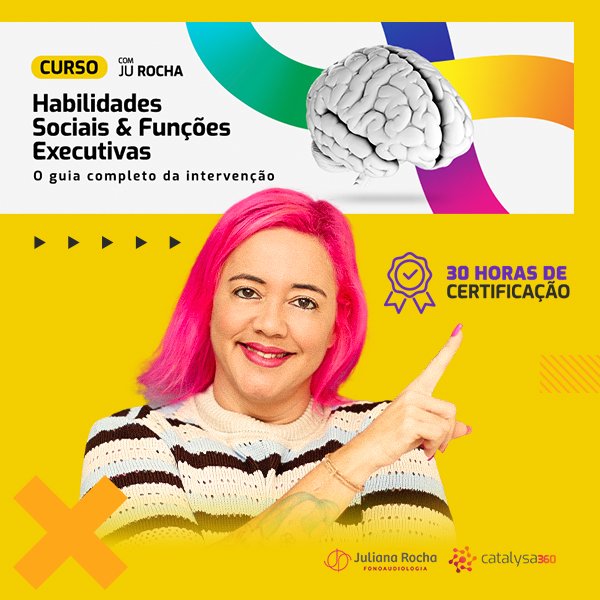 CURSO
COM
JU ROCHA
Habilidades
Sociais & Funções
Executivas
O guia completo da intervenção
30 HORAS DE
CERTIFICAÇÃO
Juliana Rocha
FONOAUDIOLOGIA
catalysa360